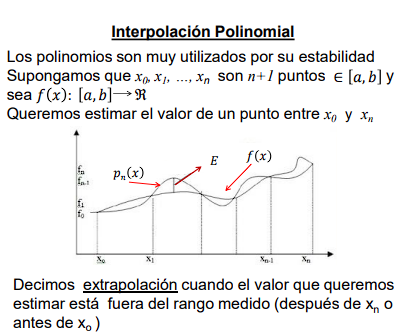 Interpolación Polinomial
Los polinomios son muy utilizados por su estabilidad
Supongamos que x₀, x₁, ..., xₙ son n+1 puntos ∈ [a, b] y
sea f(x): [a, b]→ℜ
Queremos estimar el valor de un punto entre x₀ y xₙ
pₙ(x)
E
f(x)
fₙ
fₙ₋₁
f₁
f₀
x₀
x₁
xₙ₋₁
xₙ
Decimos extrapolación cuando el valor que queremos
estimar está fuera del rango medido (después de xₙ o
antes de x₀ )